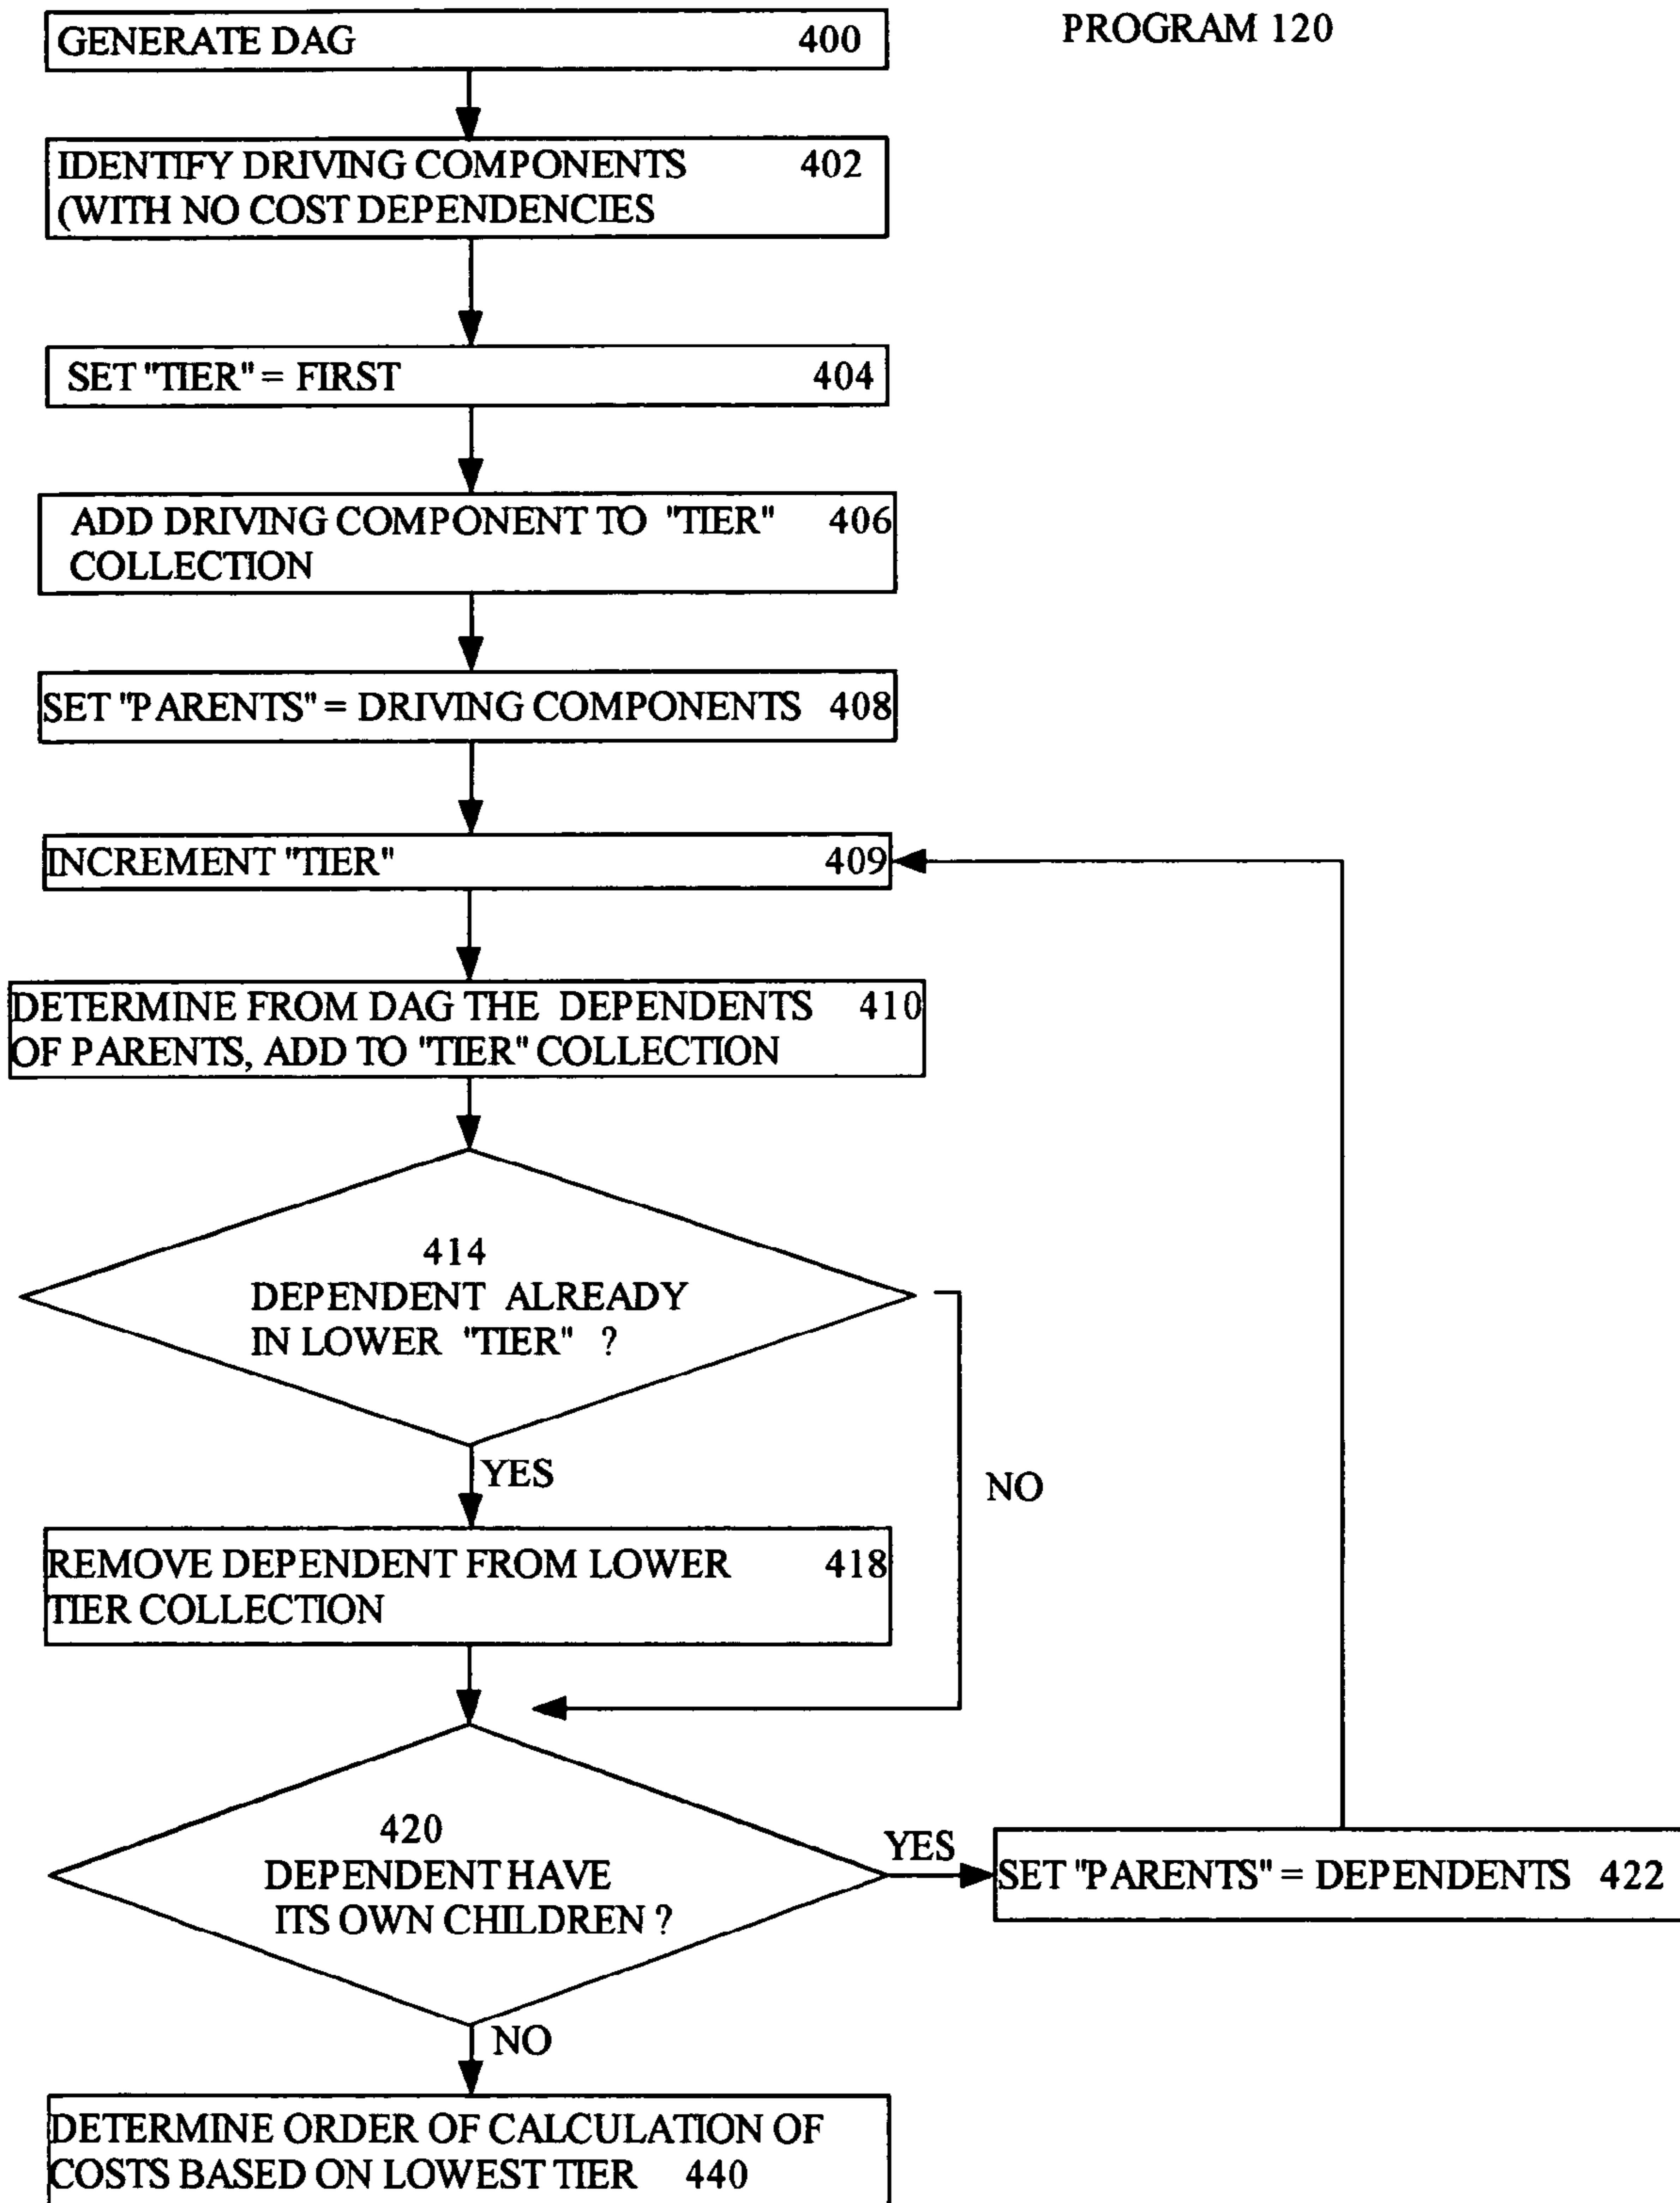 GENERATE DAG 400
PROGRAM 120
IDENTIFY DRIVING COMPONENTS 402
(WITH NO COST DEPENDENCIES
SET "TIER" = FIRST 404
ADD DRIVING COMPONENT TO "TIER" 406
COLLECTION
SET "PARENTS" = DRIVING COMPONENTS 408
INCREMENT "TIER" 409
DETERMINE FROM DAG THE DEPENDENTS 410
OF PARENTS, ADD TO "TIER" COLLECTION
414
DEPENDENT ALREADY
IN LOWER "TIER" ?
YES
NO
REMOVE DEPENDENT FROM LOWER 418
TIER COLLECTION
420
DEPENDENT HAVE
ITS OWN CHILDREN ?
YES
SET "PARENTS" = DEPENDENTS 422
NO
DETERMINE ORDER OF CALCULATION OF
COSTS BASED ON LOWEST TIER 440